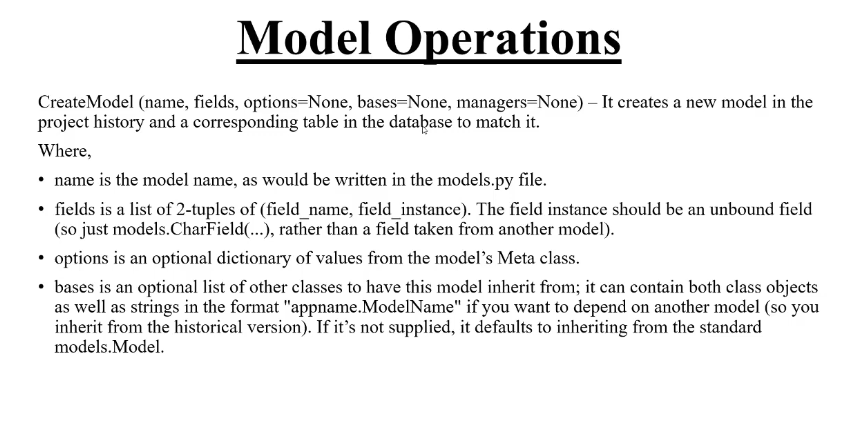 Model Operations
CreateModel (name, fields, options=None, bases=None, managers=None) – It creates a new model in the
project history and a corresponding table in the database to match it.
Where,
• name is the model name, as would be written in the models.py file.
• fields is a list of 2-tuples of (field_name, field_instance). The field instance should be an unbound field
(so just models.CharField(...), rather than a field taken from another model).
• options is an optional dictionary of values from the model’s Meta class.
• bases is an optional list of other classes to have this model inherit from; it can contain both class objects
as well as strings in the format "appname.ModelName" if you want to depend on another model (so you
inherit from the historical version). If it’s not supplied, it defaults to inheriting from the standard
models.Model.